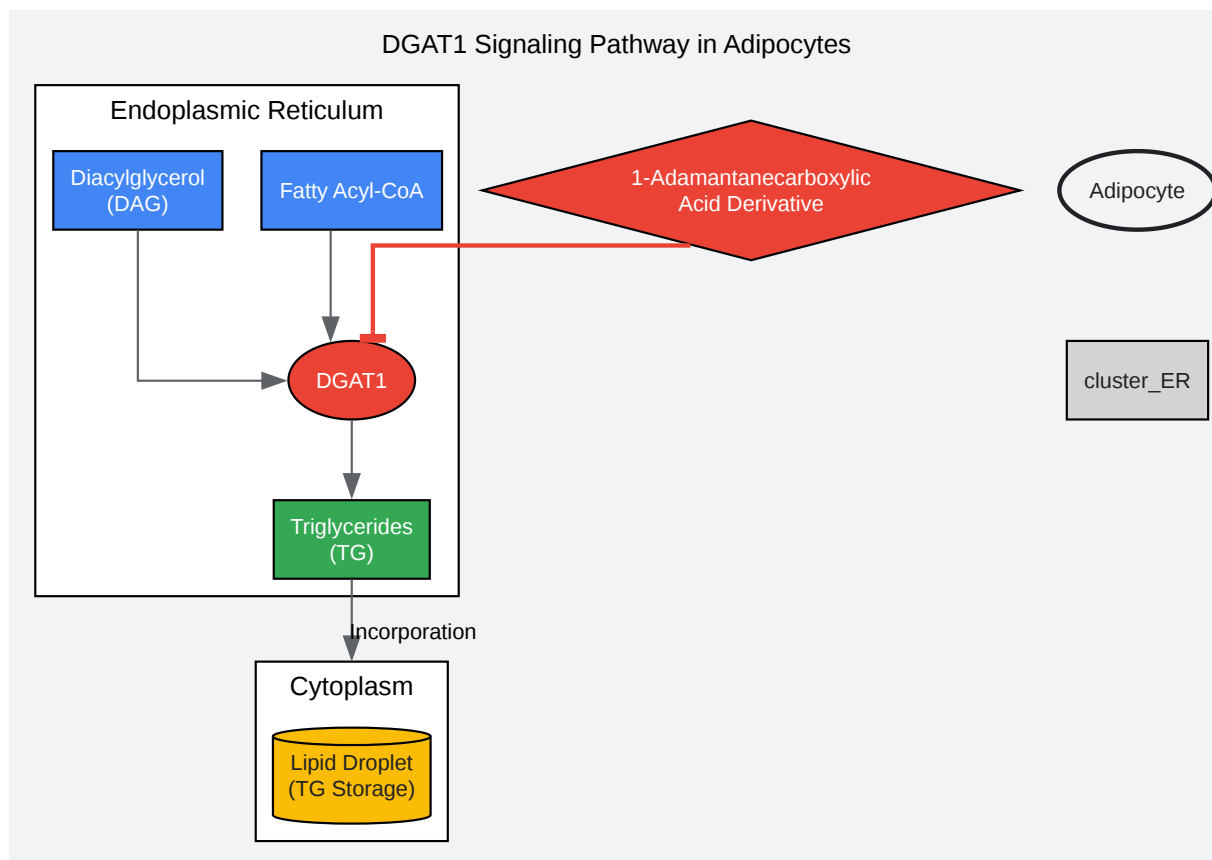 DGAT1 Signaling Pathway in Adipocytes
Endoplasmic Reticulum
Diacylglycerol
(DAG)
Fatty Acyl-CoA
1-Adamantanecarboxylic
Acid Derivative
Adipocyte
DGAT1
cluster_ER
Triglycerides
(TG)
Incorporation
Cytoplasm
Lipid Droplet
(TG Storage)